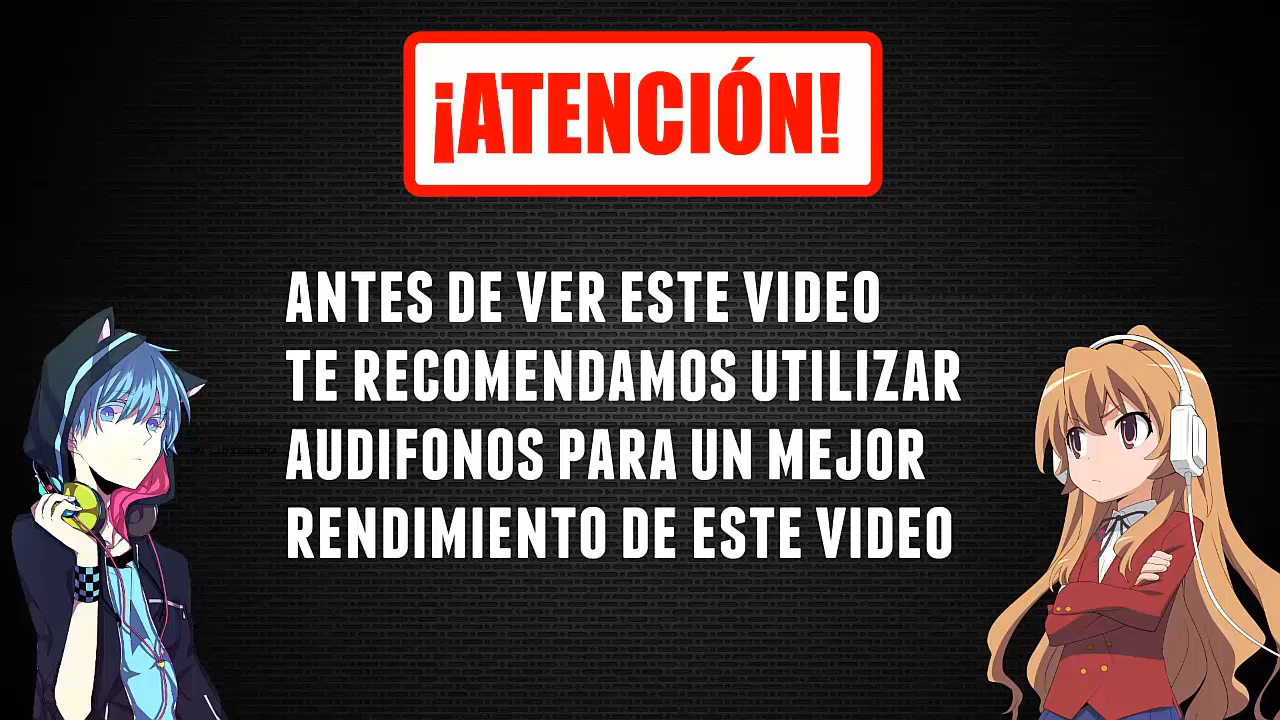 ¡ATENCIÓN!
ANTES DE VER ESTE VIDEO
TE RECOMENDAMOS UTILIZAR
AUDIFONOS PARA UN MEJOR
RENDIMIENTO DE ESTE VIDEO